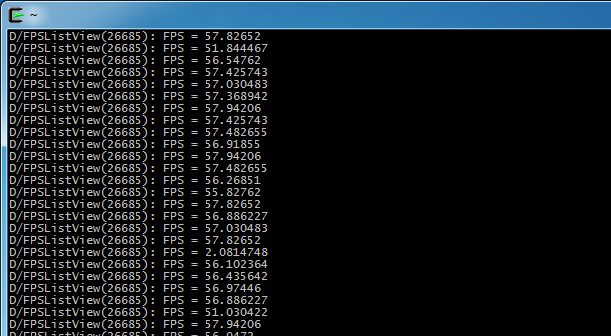 ~
D/FPSListView(26685): FPS = 57.82652
D/FPSListView(26685): FPS = 51.844467
D/FPSListView(26685): FPS = 56.54762
D/FPSListView(26685): FPS = 57.425743
D/FPSListView(26685): FPS = 57.030483
D/FPSListView(26685): FPS = 57.368942
D/FPSListView(26685): FPS = 57.94206
D/FPSListView(26685): FPS = 57.425743
D/FPSListView(26685): FPS = 57.482655
D/FPSListView(26685): FPS = 56.91855
D/FPSListView(26685): FPS = 57.94206
D/FPSListView(26685): FPS = 57.482655
D/FPSListView(26685): FPS = 56.26851
D/FPSListView(26685): FPS = 55.82762
D/FPSListView(26685): FPS = 57.82652
D/FPSListView(26685): FPS = 56.886227
D/FPSListView(26685): FPS = 57.030483
D/FPSListView(26685): FPS = 57.82652
D/FPSListView(26685): FPS = 2.0814748
D/FPSListView(26685): FPS = 56.102364
D/FPSListView(26685): FPS = 56.435642
D/FPSListView(26685): FPS = 56.97446
D/FPSListView(26685): FPS = 56.886227
D/FPSListView(26685): FPS = 51.030422
D/FPSListView(26685): FPS = 57.94206
D/FPSListView(26685): FPS =